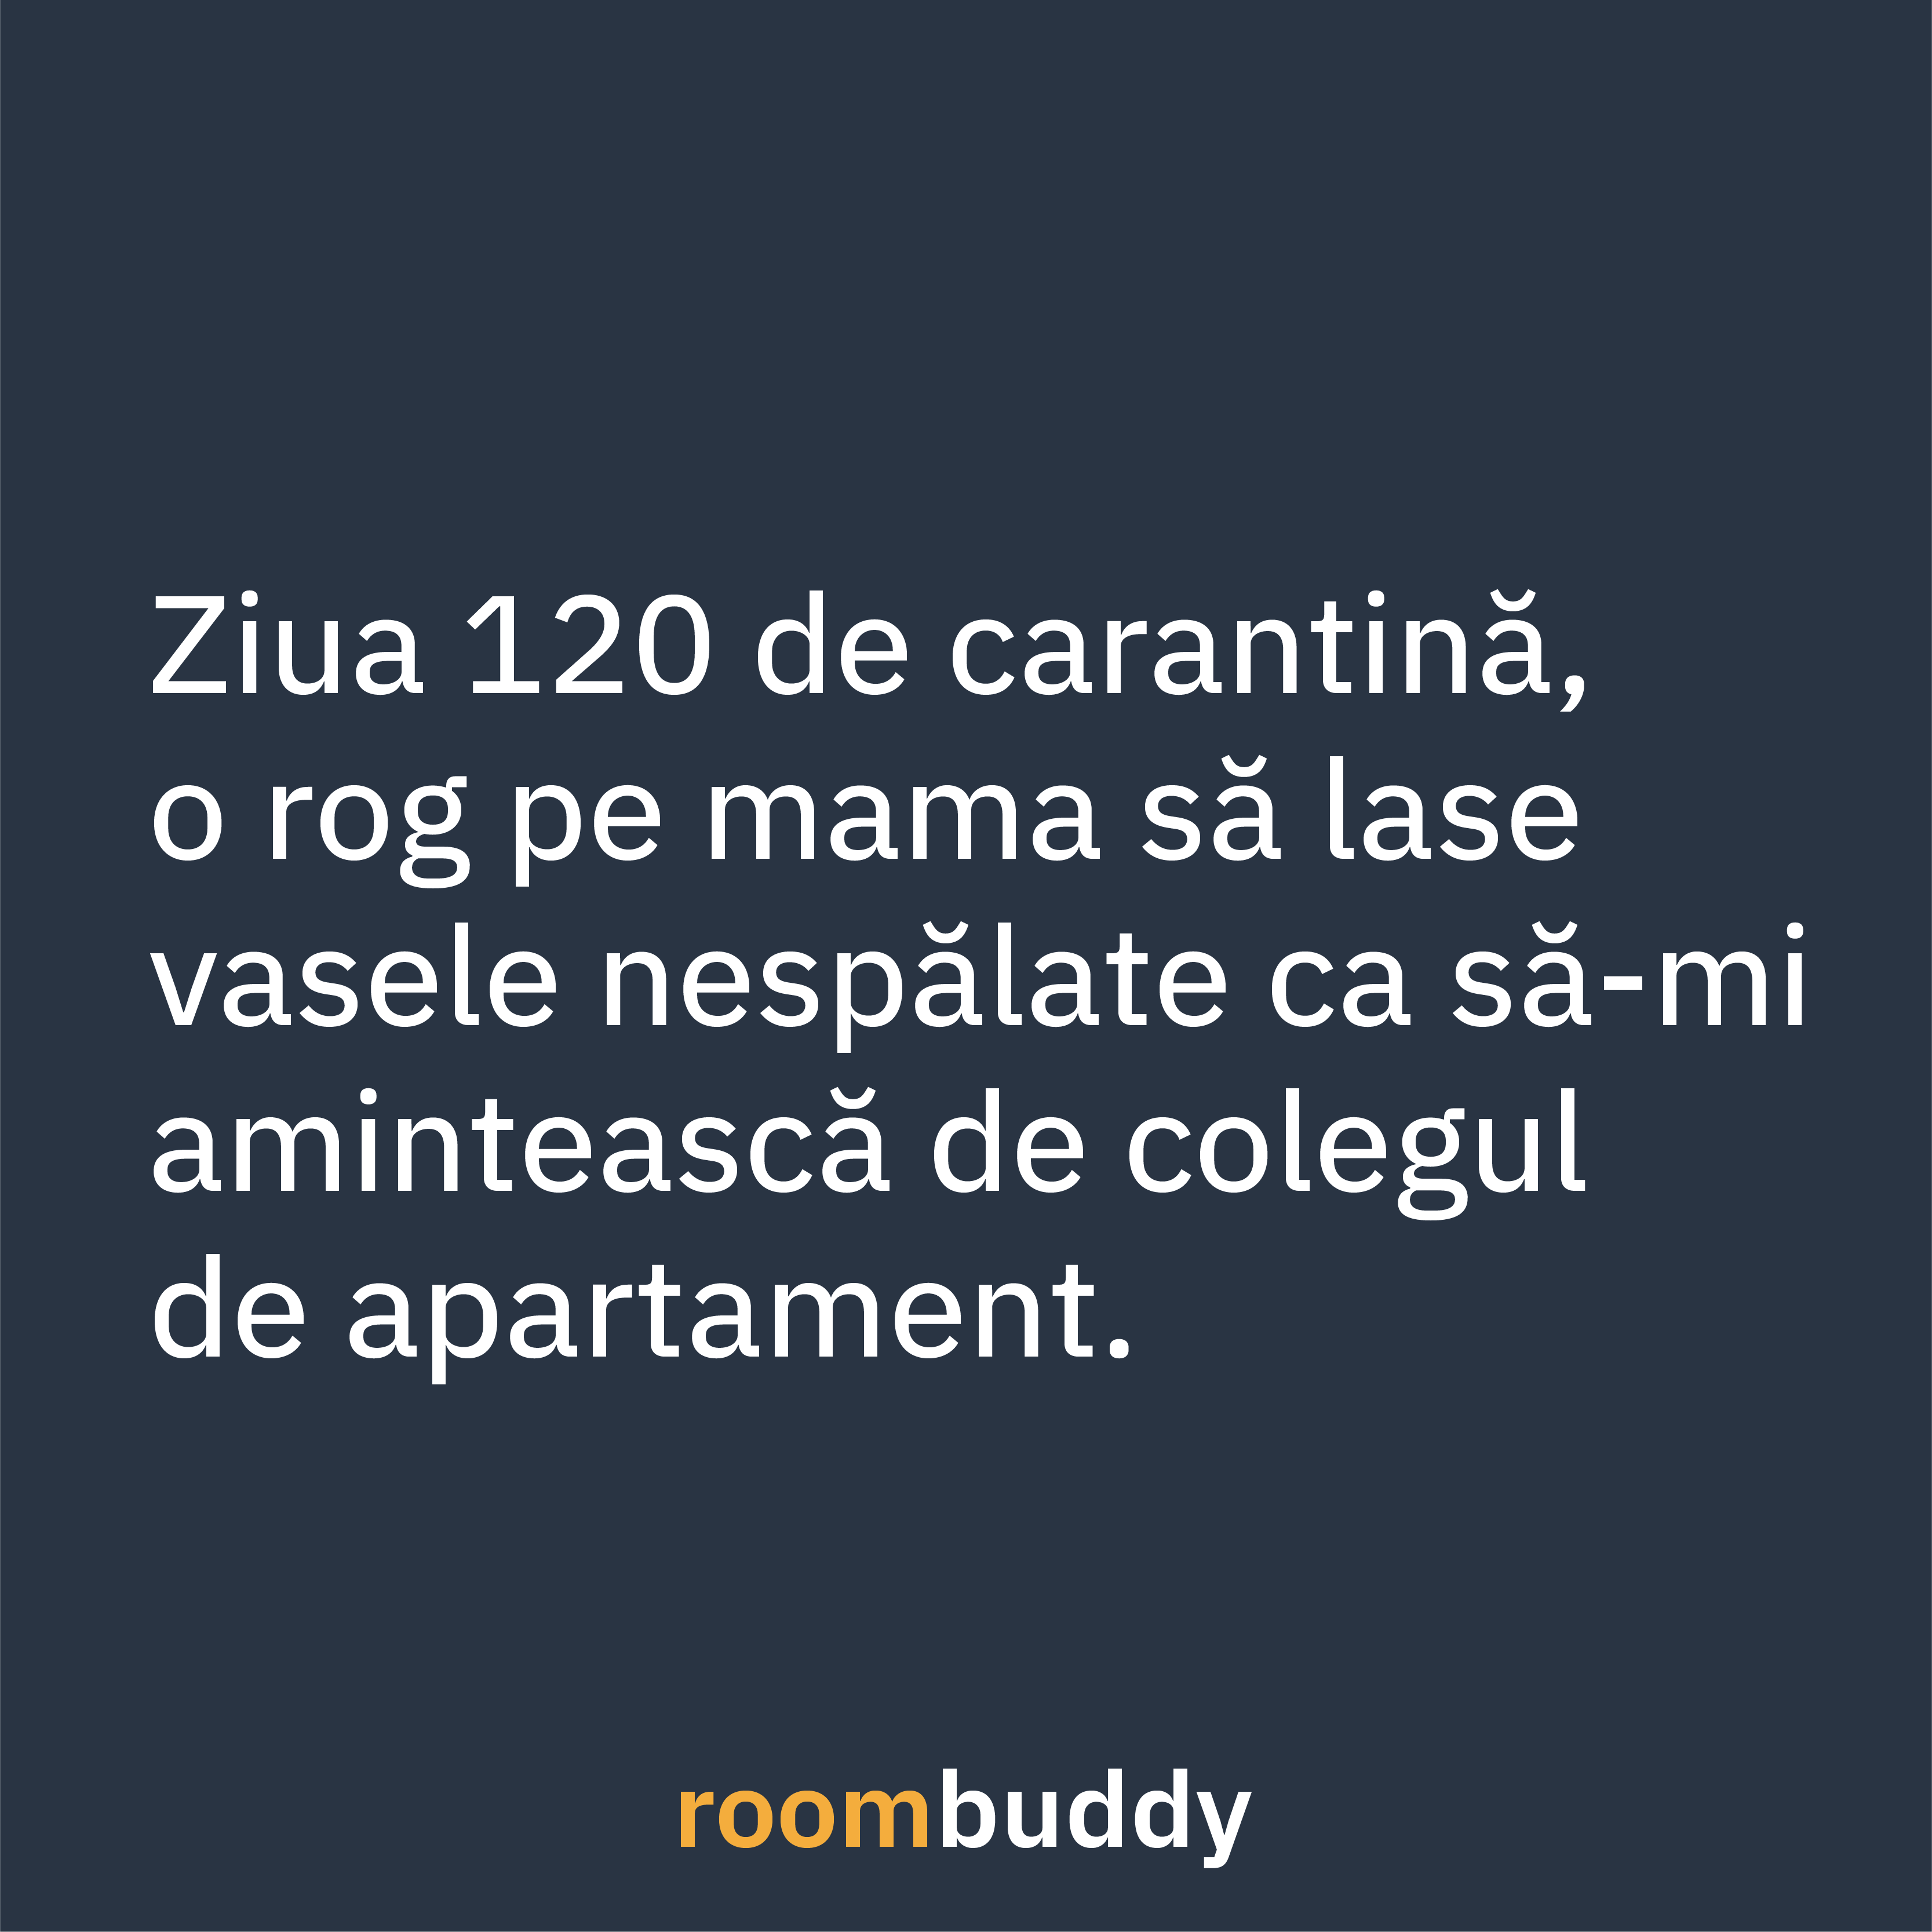 Ziua 120 de carantină,
o rog pe mama să lase
vasele nespălate ca să-mi
amintească de colegul
de apartament.
roombuddy